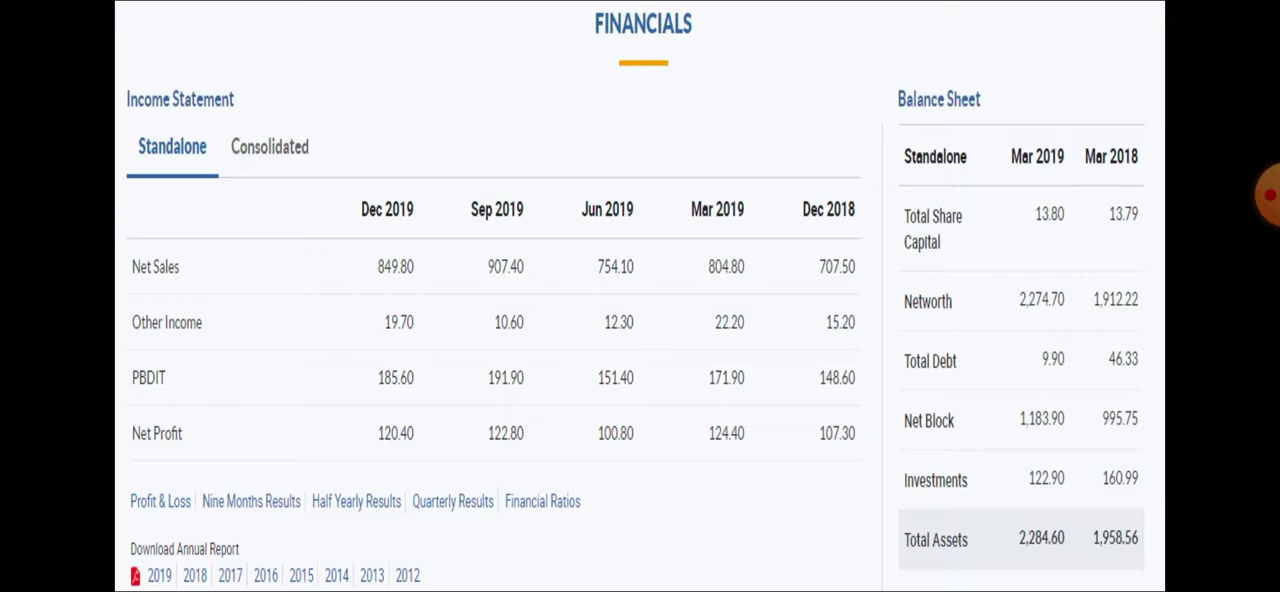 FINANCIALS
Income Statement
Standalone Consolidated
Dec 2019 Sep 2019 Jun 2019 Mar 2019 Dec 2018
Net Sales 849.80 907.40 754.10 804.80 707.50
Other Income 19.70 10.60 12.30 22.20 15.20
PBDIT 185.60 191.90 151.40 171.90 148.60
Net Profit 120.40 122.80 100.80 124.40 107.30
Profit & Loss Nine Months Results Half Yearly Results Quarterly Results Financial Ratios
Download Annual Report
2019 2018 2017 2016 2015 2014 2013 2012
Balance Sheet
Standalone Mar 2019 Mar 2018
Total Share 13.80 13.79
Capital
Networth 2,274.70 1,912.22
Total Debt 9.90 46.33
Net Block 1,183.90 995.75
Investments 122.90 160.99
Total Assets 2,284.60 1,958.56